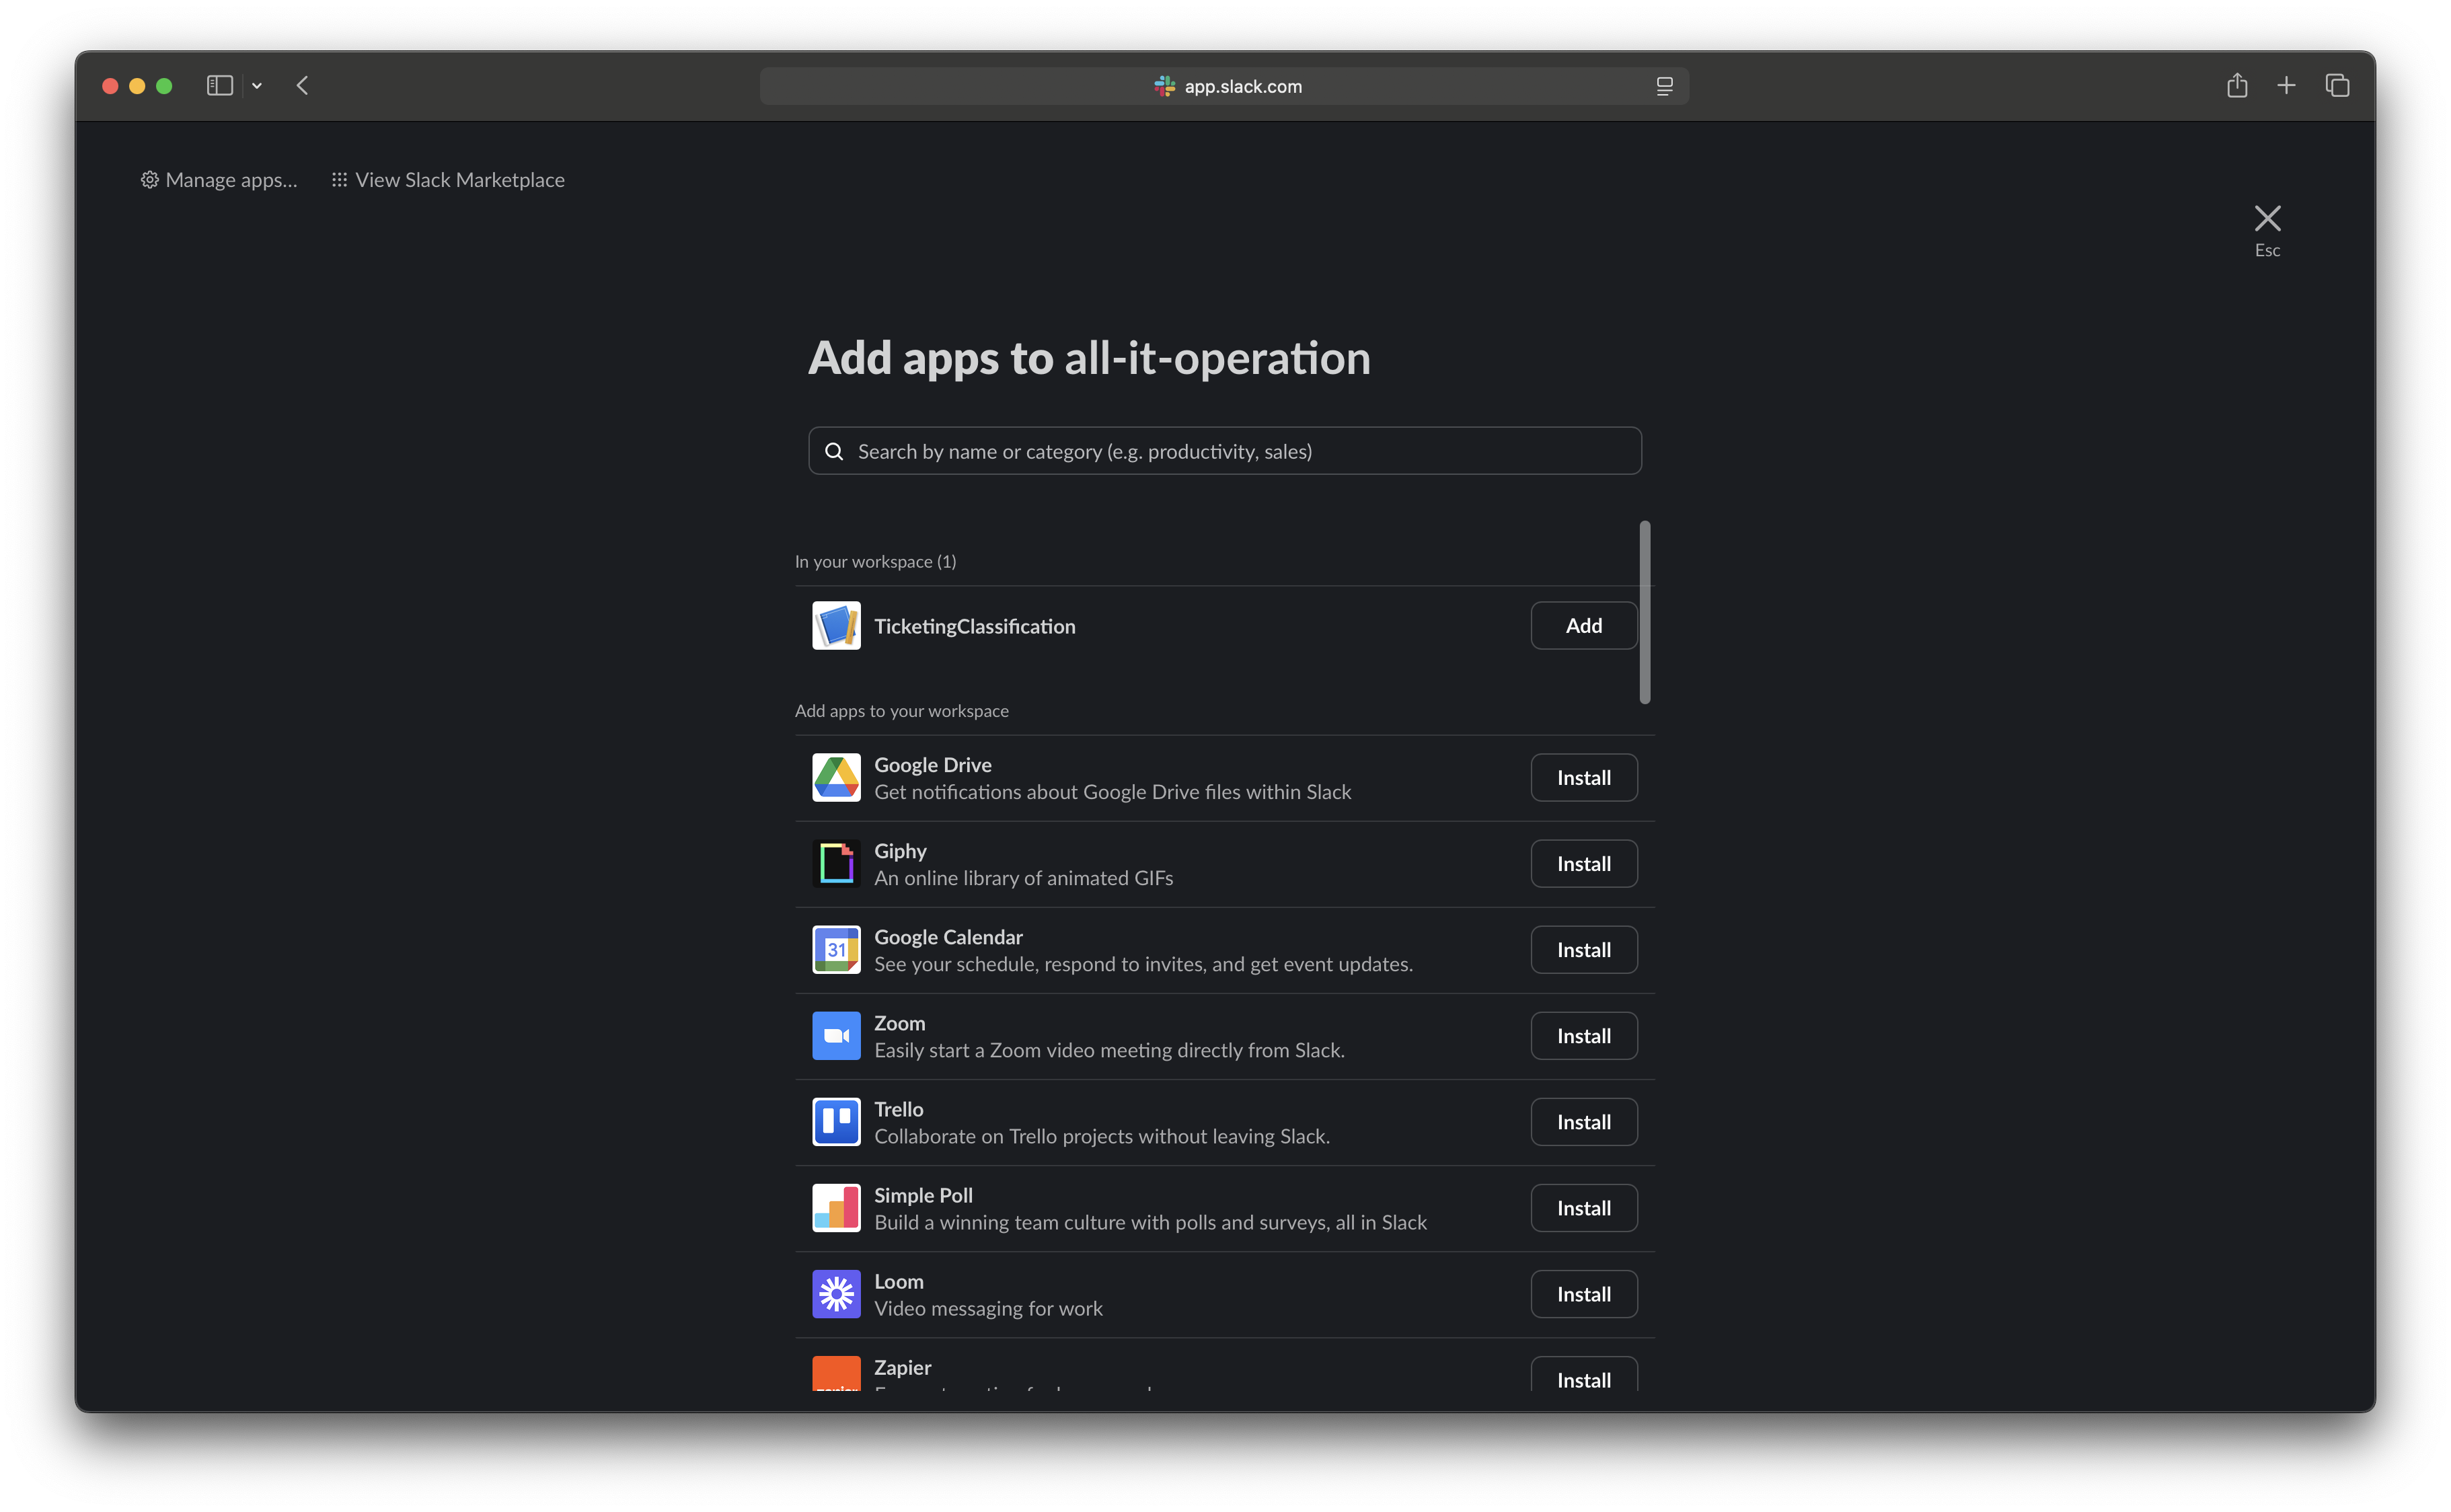 app.slack.com
Manage apps...
View Slack Marketplace
Esc
Add apps to all-it-operation
Search by name or category (e.g. productivity, sales)
In your workspace (1)
TicketingClassification
Add
Add apps to your workspace
Google Drive
Get notifications about Google Drive files within Slack
Install
Giphy
An online library of animated GIFs
Install
31
Google Calendar
See your schedule, respond to invites, and get event updates.
Install
Zoom
Easily start a Zoom video meeting directly from Slack.
Install
Trello
Collaborate on Trello projects without leaving Slack.
Install
Simple Poll
Build a winning team culture with polls and surveys, all in Slack
Install
Loom
Video messaging for work
Install
Zapier
Install